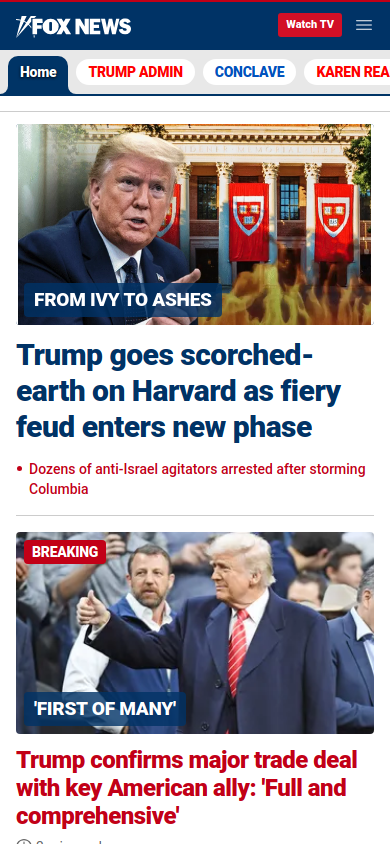 FOX NEWS
Watch TV
Home
TRUMP ADMIN
CONCLAVE
KAREN REA
FROM IVY TO ASHES
Trump goes scorched-
earth on Harvard as fiery
feud enters new phase
Dozens of anti-Israel agitators arrested after storming
Columbia
BREAKING
'FIRST OF MANY'
Trump confirms major trade deal
with key American ally: 'Full and
comprehensive'